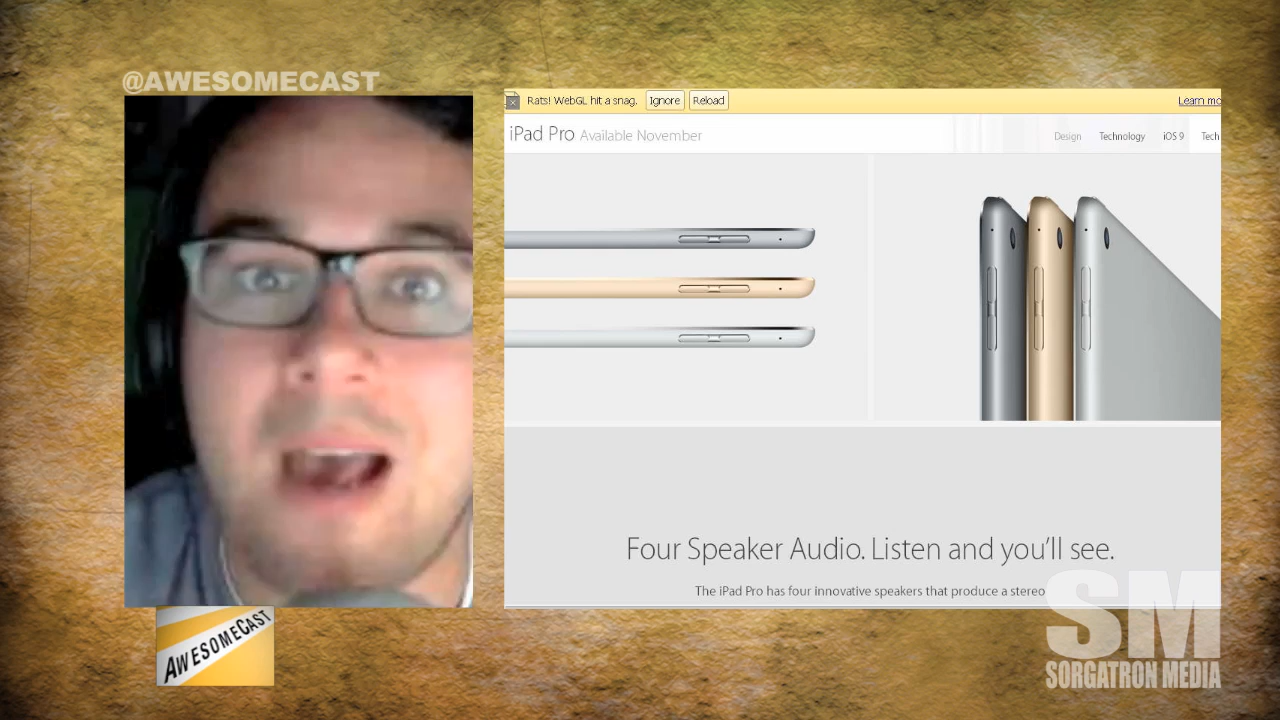 @AWESOMECAST
Rats! WebGL hit a snag. Ignore Reload Learn mo
iPad Pro Available November Design Technology iOS 9 Tech
Four Speaker Audio. Listen and you’ll see.
The iPad Pro has four innovative speakers that produce a stereo
AWESOMECAST
SM
SORGATRON MEDIA